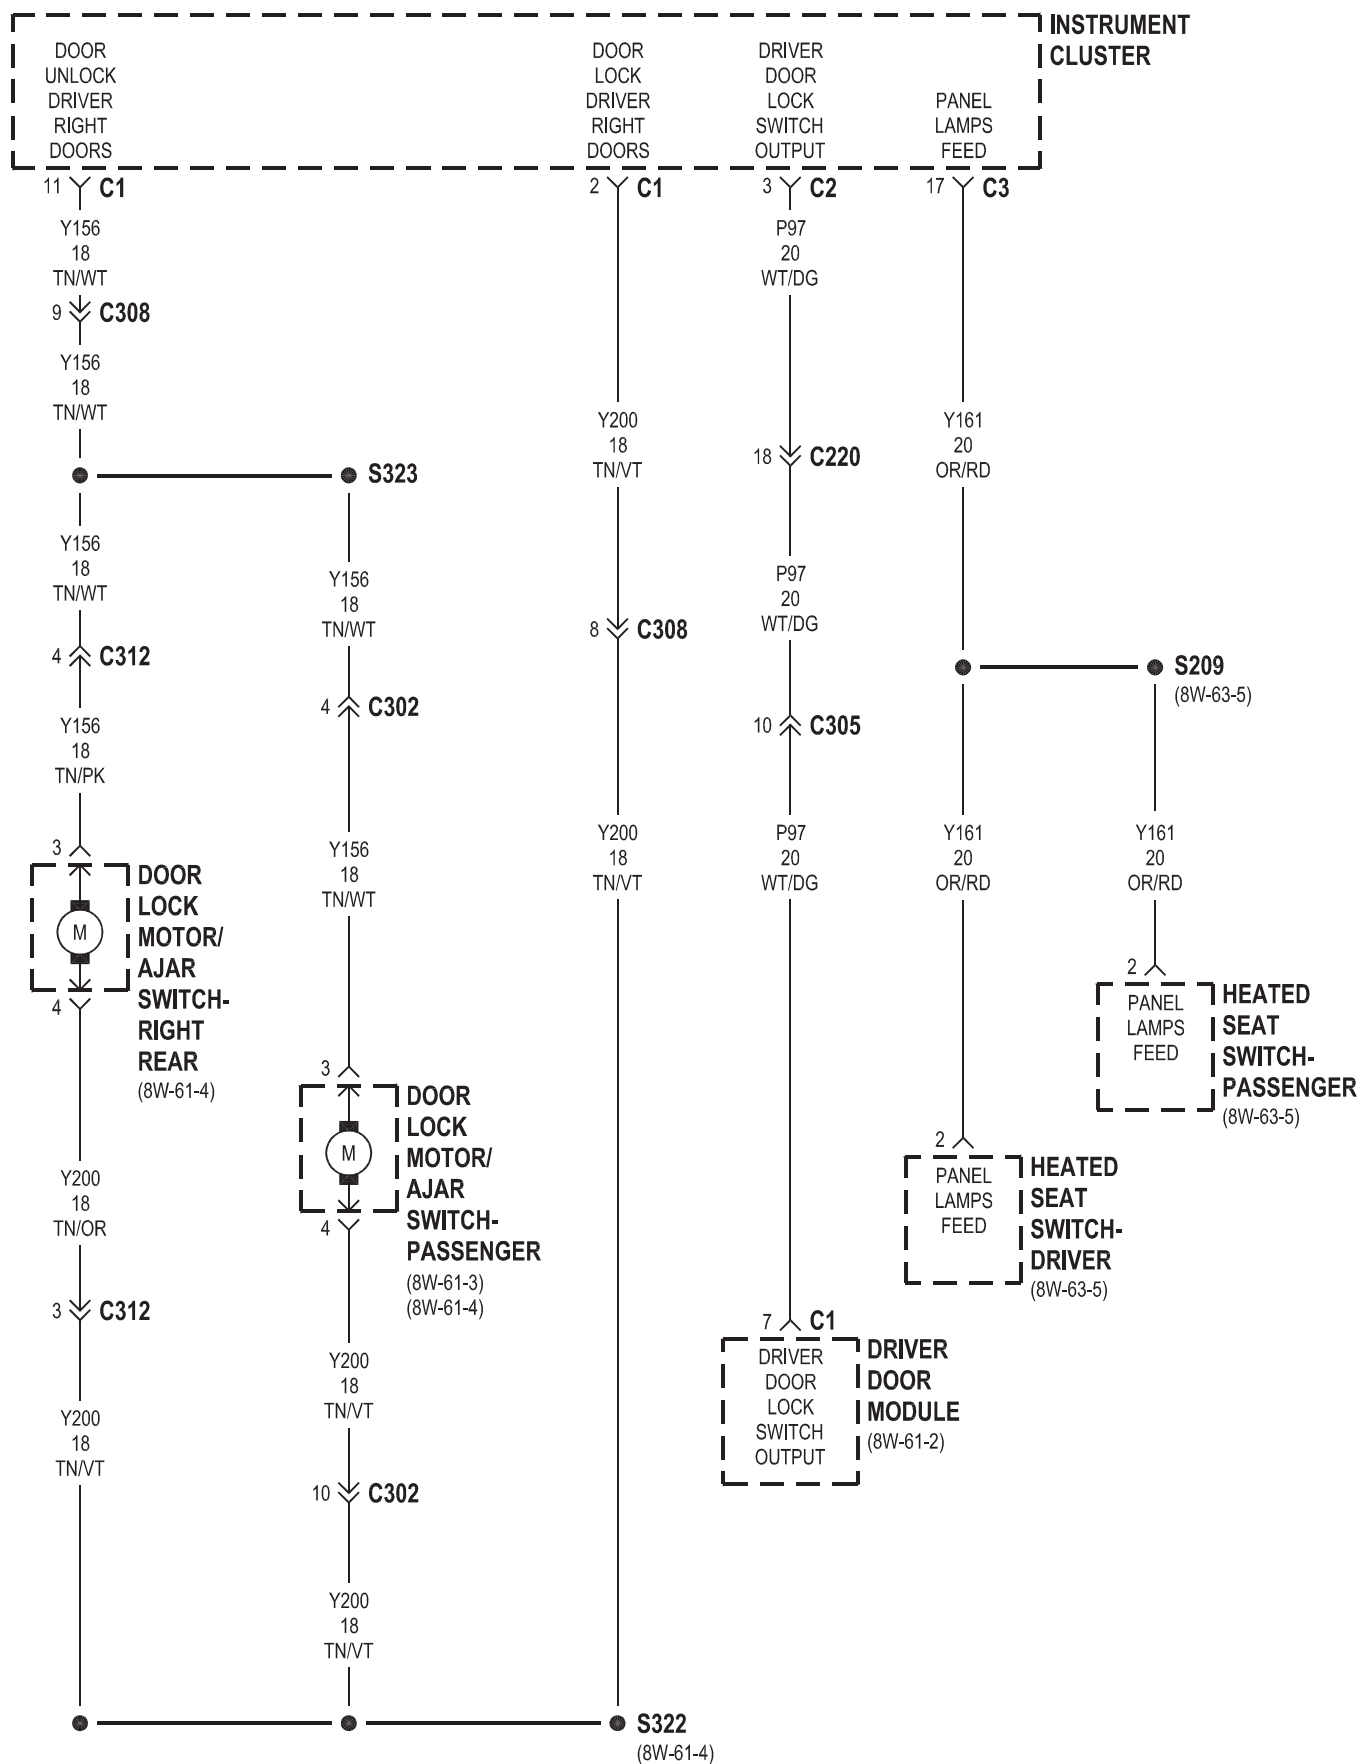 INSTRUMENT
CLUSTER
DOOR
UNLOCK
DRIVER
RIGHT
DOORS
DOOR
LOCK
DRIVER
RIGHT
DOORS
DRIVER
DOOR
LOCK
SWITCH
OUTPUT
PANEL
LAMPS
FEED
11 C1
2 C1
3 C2
17 C3
Y156
18
TN/WT
P97
20
WT/DG
9 C308
Y156
18
TN/WT
Y200
18
TN/VT
18 C220
Y161
20
OR/RD
S323
Y156
18
TN/WT
Y156
18
TN/WT
P97
20
WT/DG
8 C308
4 C312
4 C302
10 C305
S209
(8W-63-5)
Y156
18
TN/PK
Y156
18
TN/WT
Y200
18
TN/VT
P97
20
WT/DG
Y161
20
OR/RD
Y161
20
OR/RD
3
M
4
DOOR
LOCK
MOTOR/
AJAR
SWITCH-
RIGHT
REAR
(8W-61-4)
2
PANEL
LAMPS
FEED
HEATED
SEAT
SWITCH-
PASSENGER
(8W-63-5)
3
M
4
DOOR
LOCK
MOTOR/
AJAR
SWITCH-
PASSENGER
(8W-61-3)
(8W-61-4)
2
PANEL
LAMPS
FEED
HEATED
SEAT
SWITCH-
DRIVER
(8W-63-5)
Y200
18
TN/OR
3 C312
7 C1
DRIVER
DOOR
LOCK
SWITCH
OUTPUT
DRIVER
DOOR
MODULE
(8W-61-2)
Y200
18
TN/VT
Y200
18
TN/VT
10 C302
Y200
18
TN/VT
S322
(8W-61-4)